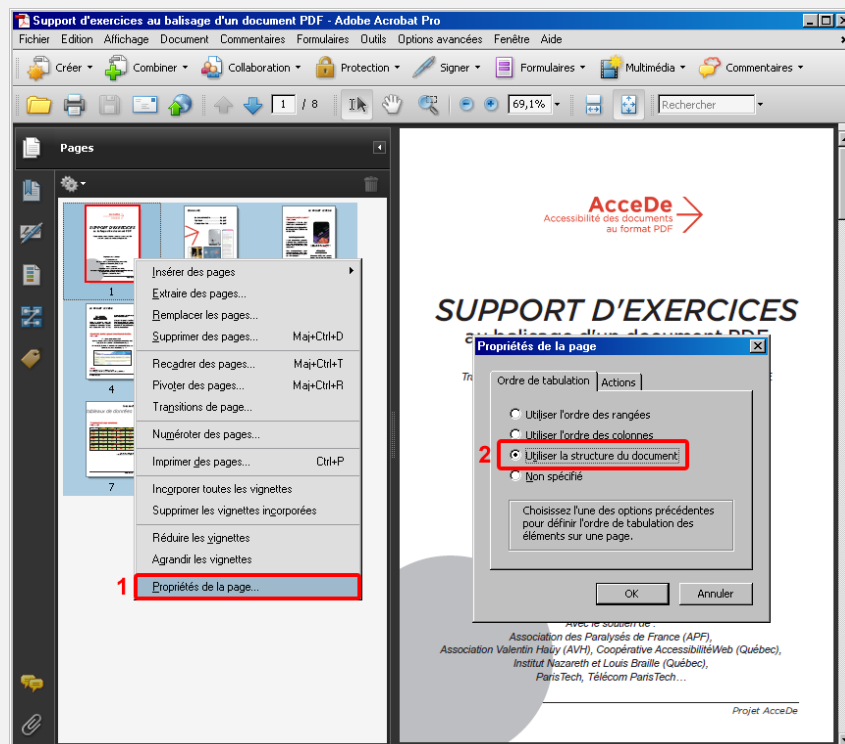 Support d'exercices au balisage d'un document PDF - Adobe Acrobat Pro
Fichier Edition Affichage Document Commentaires Formulaires Outils Options avancées Fenêtre Aide
Créer Combiner Collaboration Protection Signer Formulaires Multimédia Commentaires
1 / 8 69,1% Rechercher
Pages
1
4
7
Insérer des pages
Extraire des pages...
Remplacer les pages...
Supprimer des pages... Maj+Ctrl+D
Recadrer des pages... Maj+Ctrl+T
Pivoter des pages... Maj+Ctrl+R
Transitions de page...
Numéroter des pages...
Imprimer des pages... Ctrl+P
Incorporer toutes les vignettes
Supprimer les vignettes incorporées
Réduire les vignettes
Agrandir les vignettes
1 Propriétés de la page...
AcceDe
Accessibilité des documents
au format PDF
SUPPORT D'EXERCICES
Propriétés de la page
Ordre de tabulation Actions
Utiliser l'ordre des rangées
Utiliser l'ordre des colonnes
2 Utiliser la structure du document
Non spécifié
Choisissez l'une des options précédentes
pour définir l'ordre de tabulation des
éléments sur une page.
OK Annuler
Avec le soutien de :
Association des Paralysés de France (APF),
Association Valentin Haüy (AVH), Coopérative AccessibilitéWeb (Québec),
Institut Nazareth et Louis Braille (Québec),
ParisTech, Télécom ParisTech…
Projet AcceDe